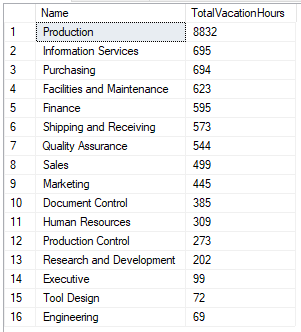 Name TotalVacationHours
1 Production 8832
2 Information Services 695
3 Purchasing 694
4 Facilities and Maintenance 623
5 Finance 595
6 Shipping and Receiving 573
7 Quality Assurance 544
8 Sales 499
9 Marketing 445
10 Document Control 385
11 Human Resources 309
12 Production Control 273
13 Research and Development 202
14 Executive 99
15 Tool Design 72
16 Engineering 69